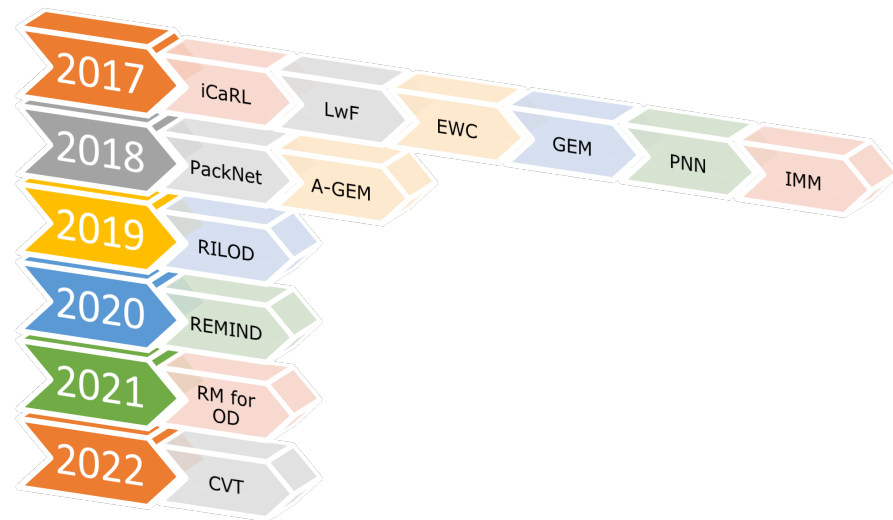 2017
iCaRL
LwF
EWC
GEM
PNN
IMM
2018
PackNet
A-GEM
2019
RILOD
2020
REMIND
2021
RM for
OD
2022
CVT